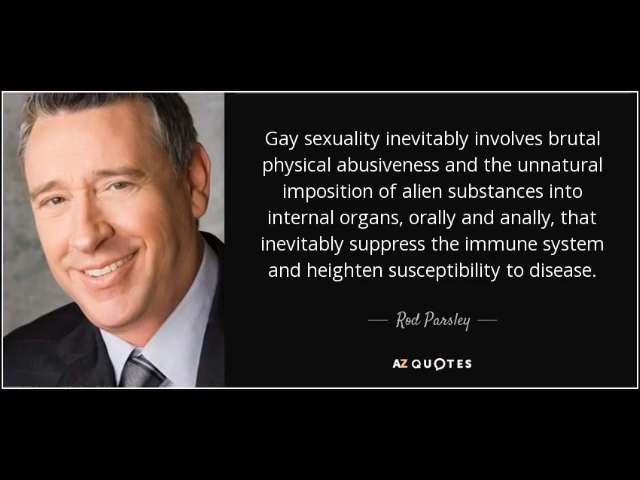 Gay sexuality inevitably involves brutal
physical abusiveness and the unnatural
imposition of alien substances into
internal organs, orally and anally, that
inevitably suppress the immune system
and heighten susceptibility to disease.
Rod Parsley
AZ QUOTES